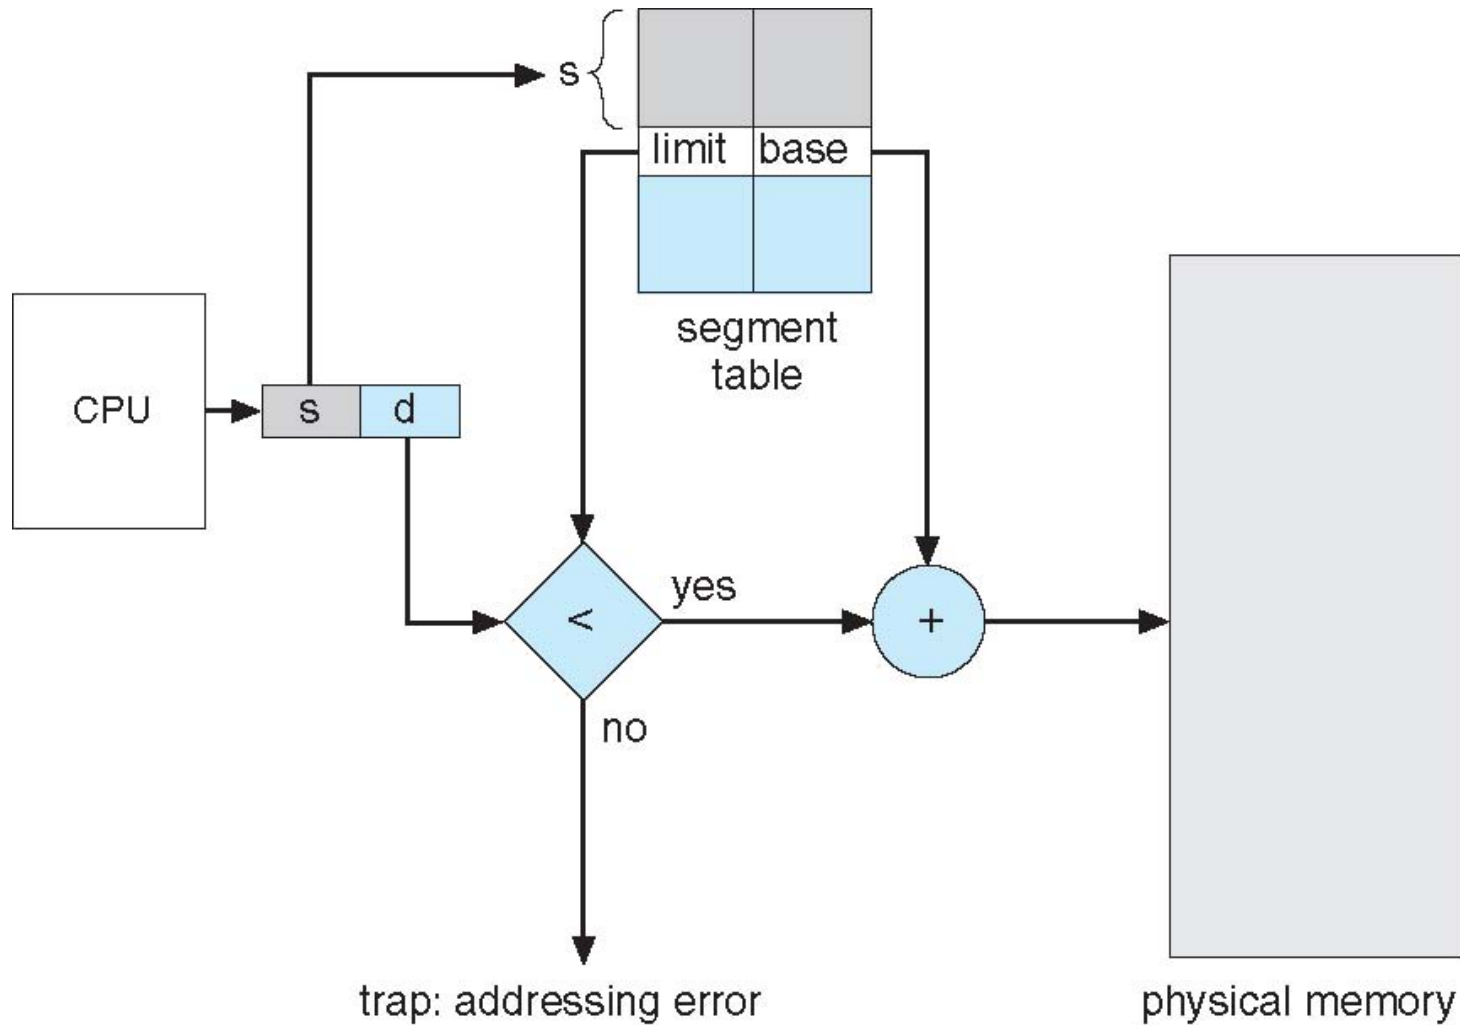 s
limit base
segment
table
CPU
s d
yes
<
+
no
trap: addressing error
physical memory